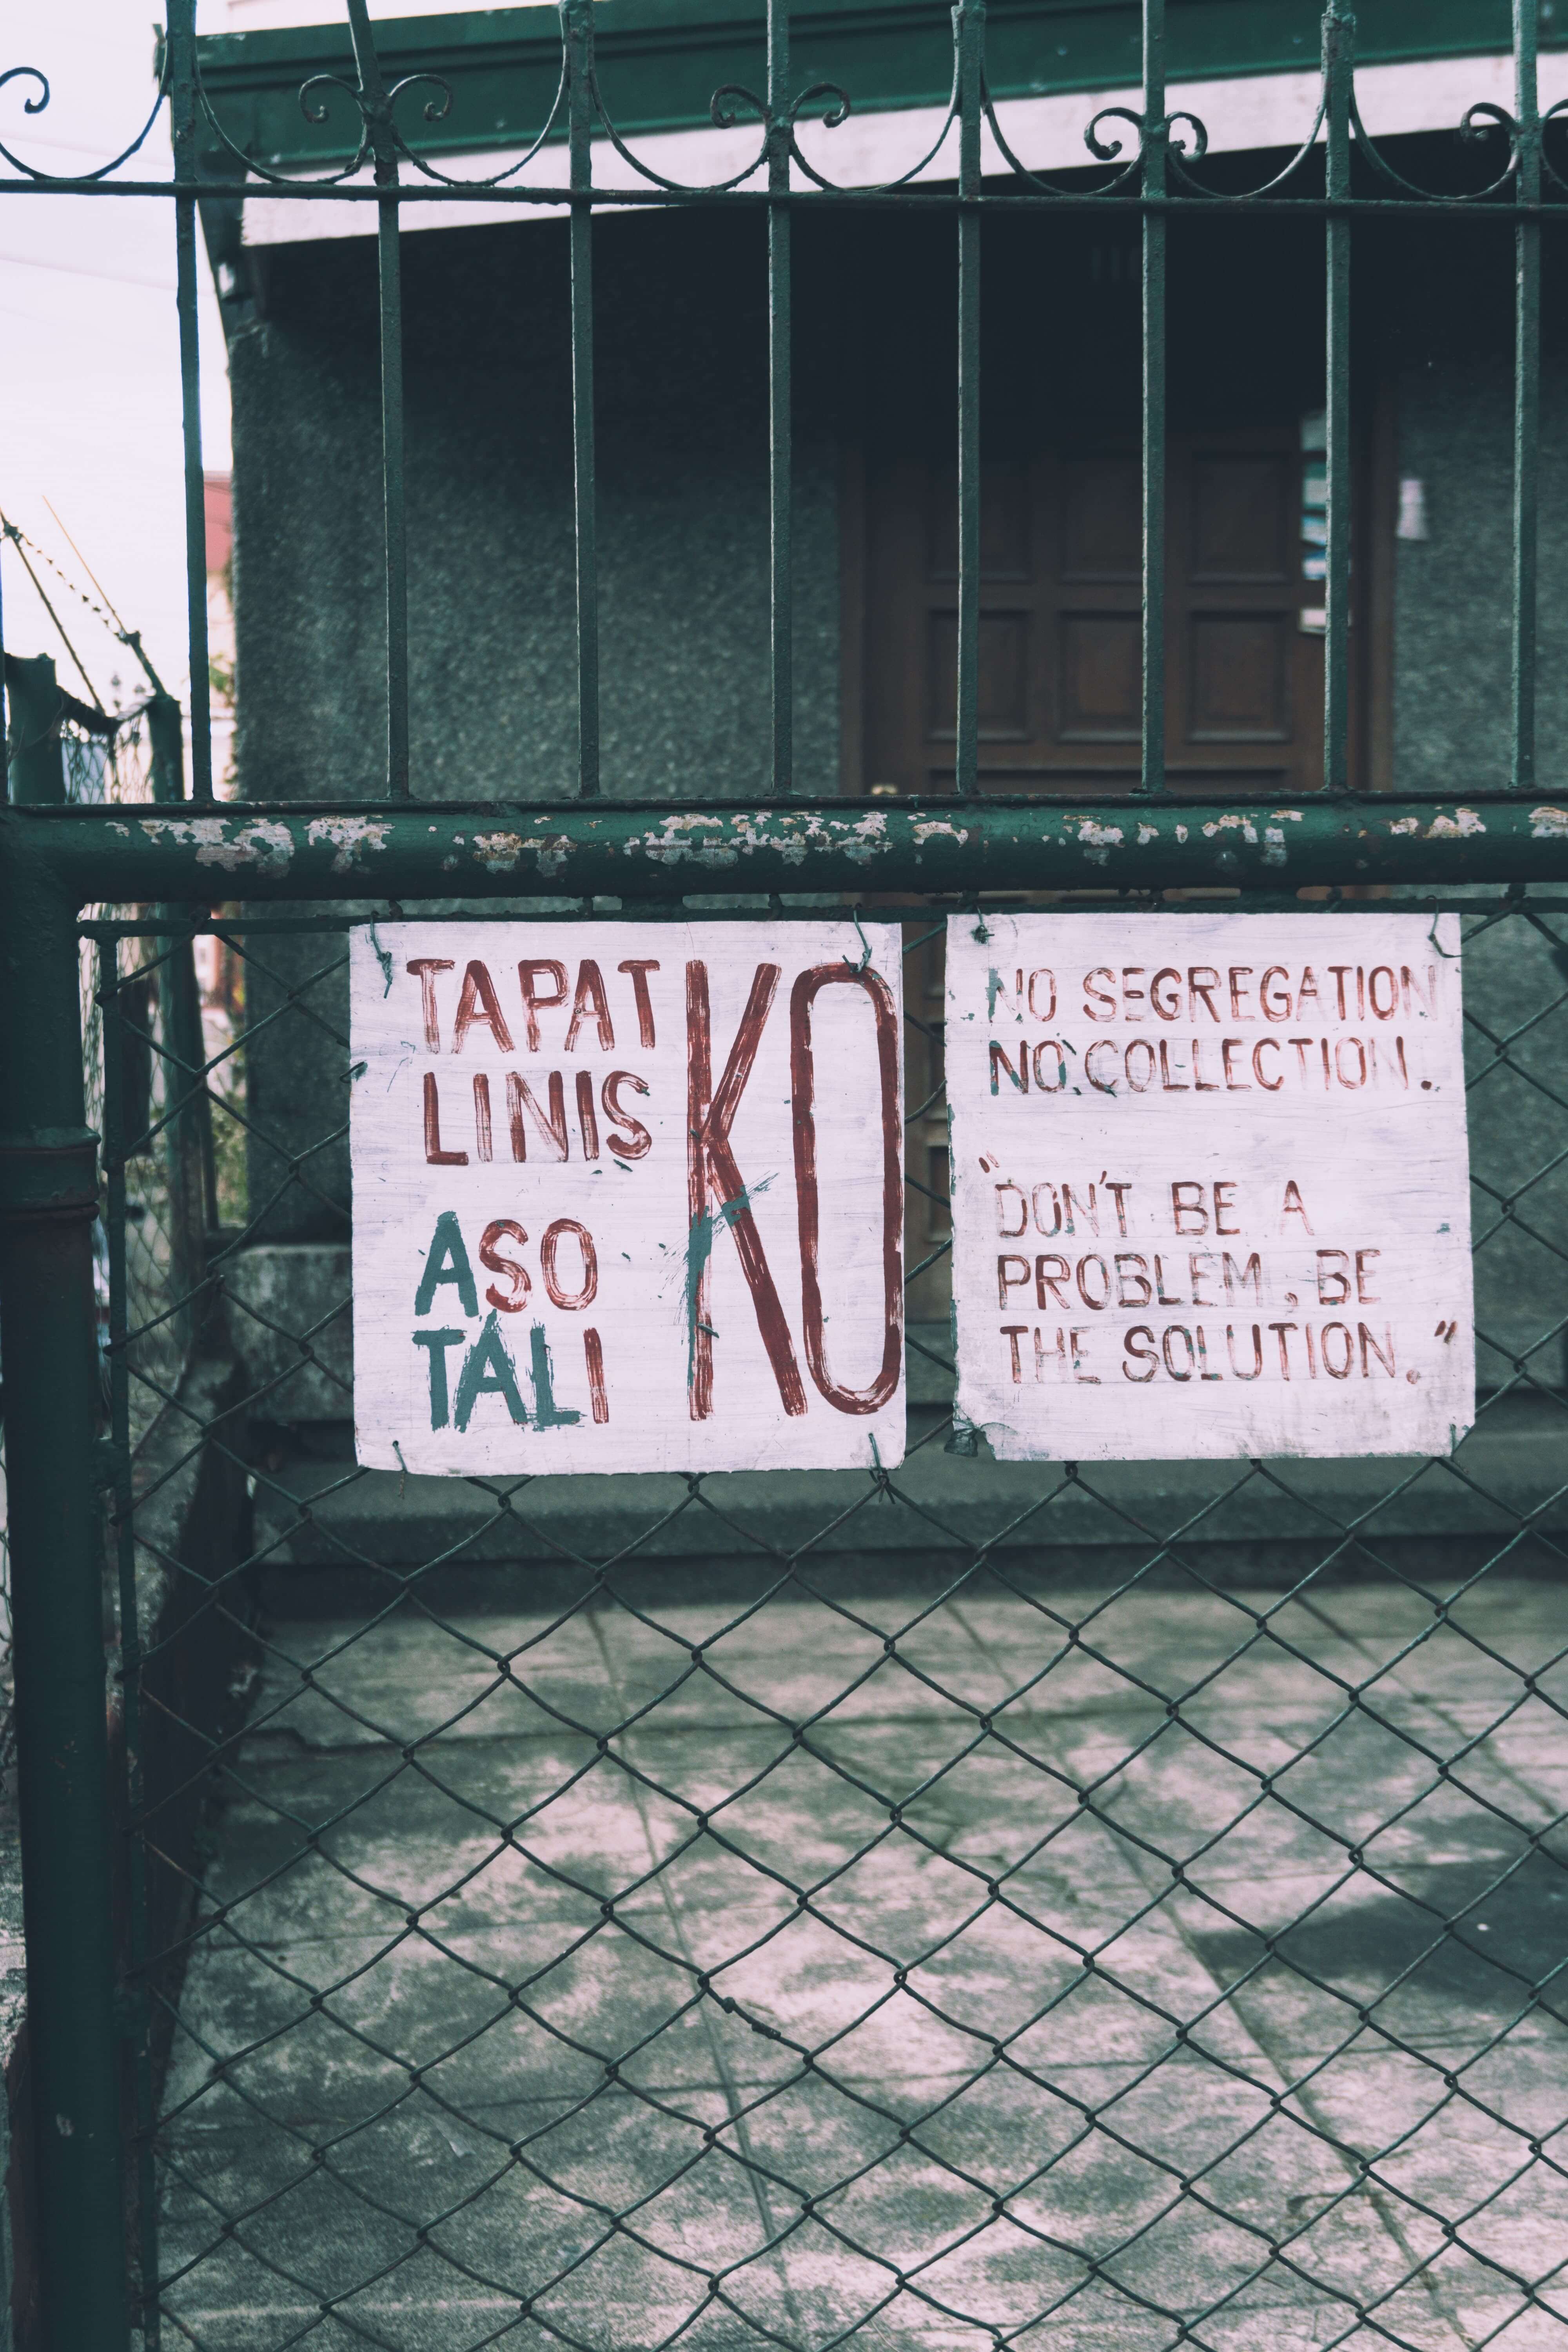 TAPAT KO
LINIS
ASO
TALI
NO SEGREGATION
NO COLLECTION.
"DON'T BE A
PROBLEM, BE
THE SOLUTION."